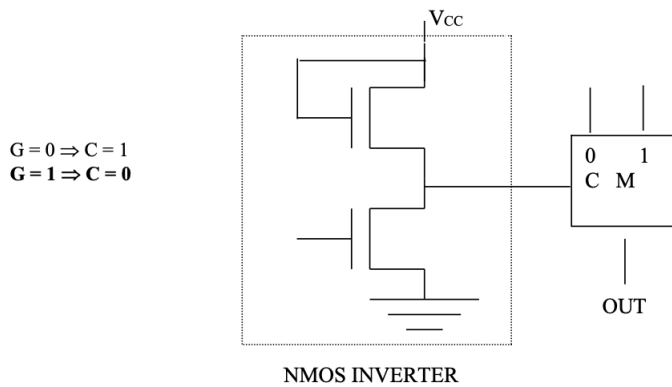 VCC
G = 0 ⇒ C = 1
G = 1 ⇒ C = 0
0 1
C M
OUT
NMOS INVERTER